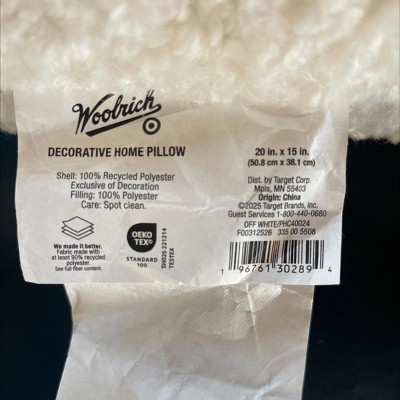 Woolrich
DECORATIVE HOME PILLOW
Shell: 100% Recycled Polyester
Exclusive of Decoration
Filling: 100% Polyester
Care: Spot clean.
We made it better.
Fabric made with
at least 90% recycled
polyester.
See full fiber content.
OEKO
TEX®
STANDARD
100
SH025 221214
TESTEX
20 in. x 15 in.
(50.8 cm x 38.1 cm)
Dist. by Target Corp.
Mpls, MN 55403
Origin: China
©2025 Target Brands, Inc.
Guest Services 1-800-440-0680
OFF WHITE/PHC40024
F00312526 335 00 5508
1 96761 30289 4